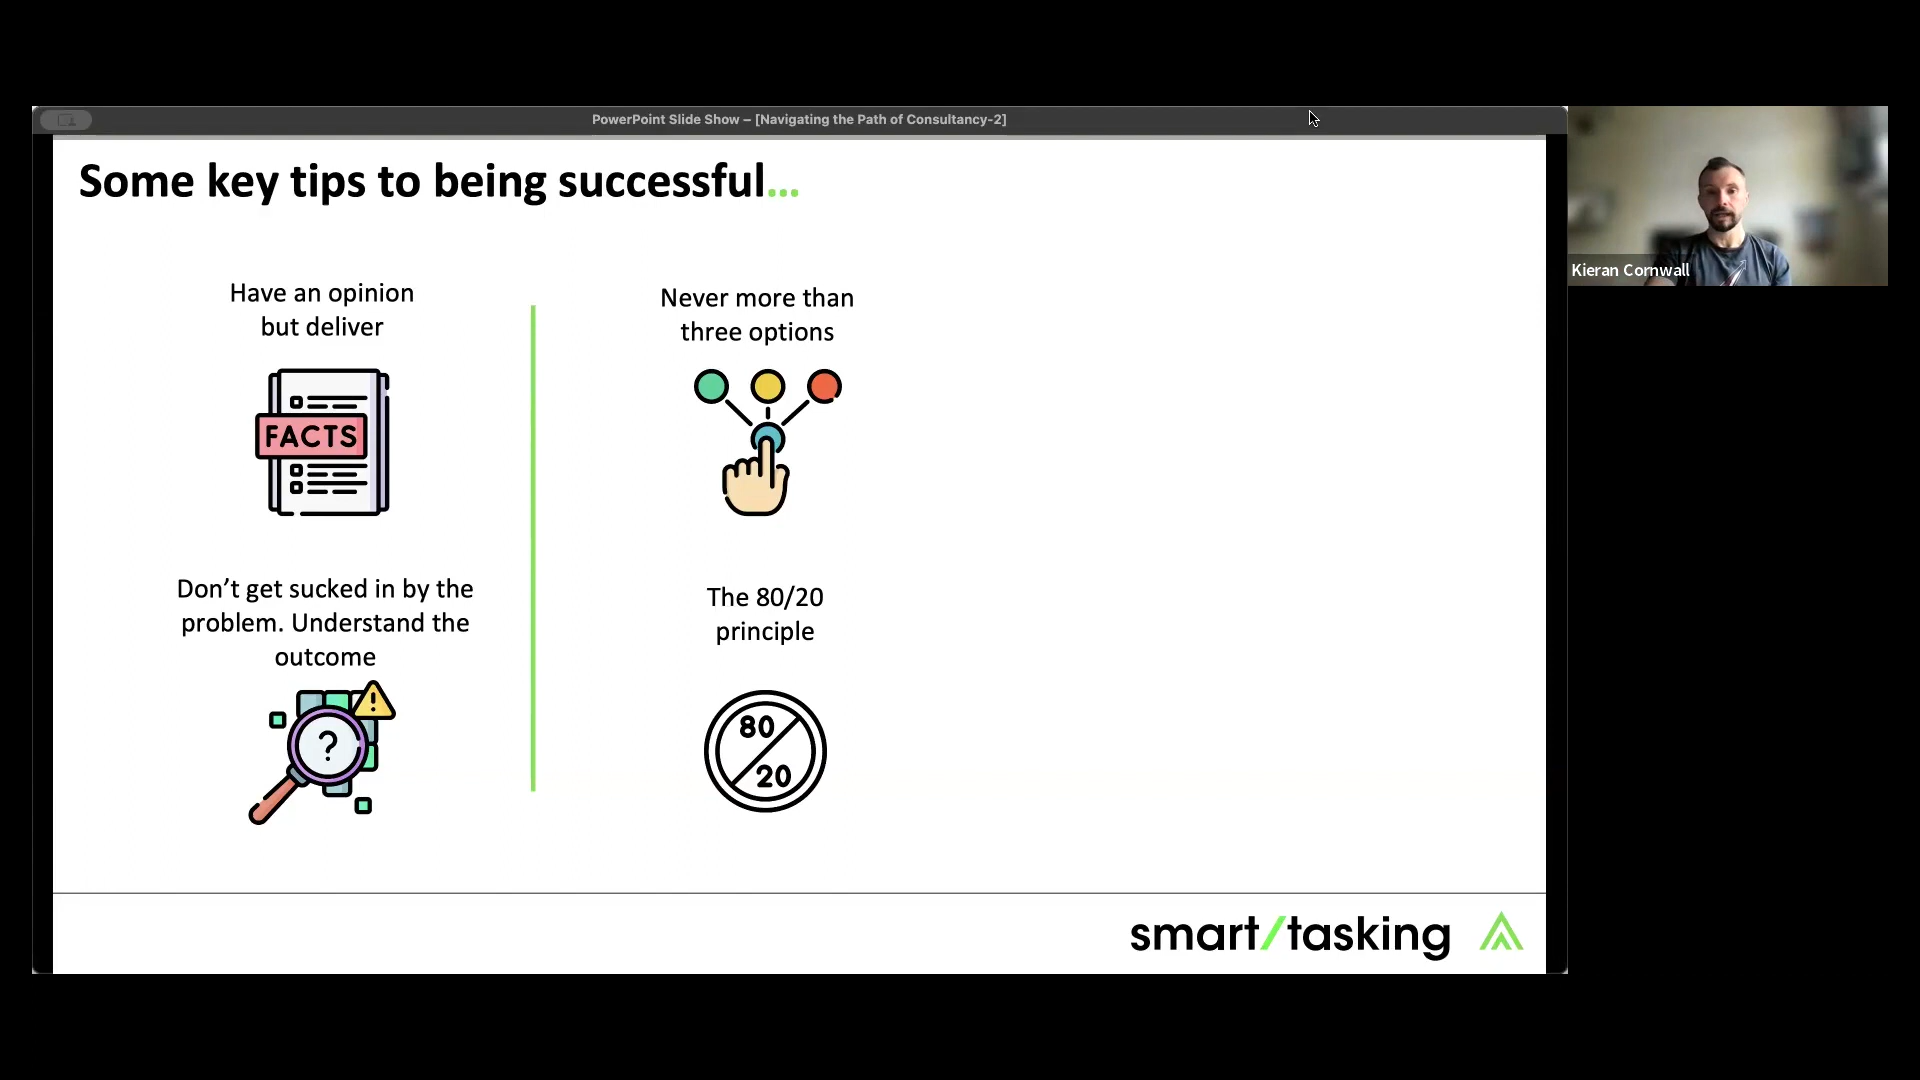 PowerPoint Slide Show – [Navigating the Path of Consultancy-2]
Some key tips to being successful...
Have an opinion
but deliver
FACTS
Don’t get sucked in by the
problem. Understand the
outcome
?
Never more than
three options
The 80/20
principle
80
20
smart/tasking
Kieran Cornwall